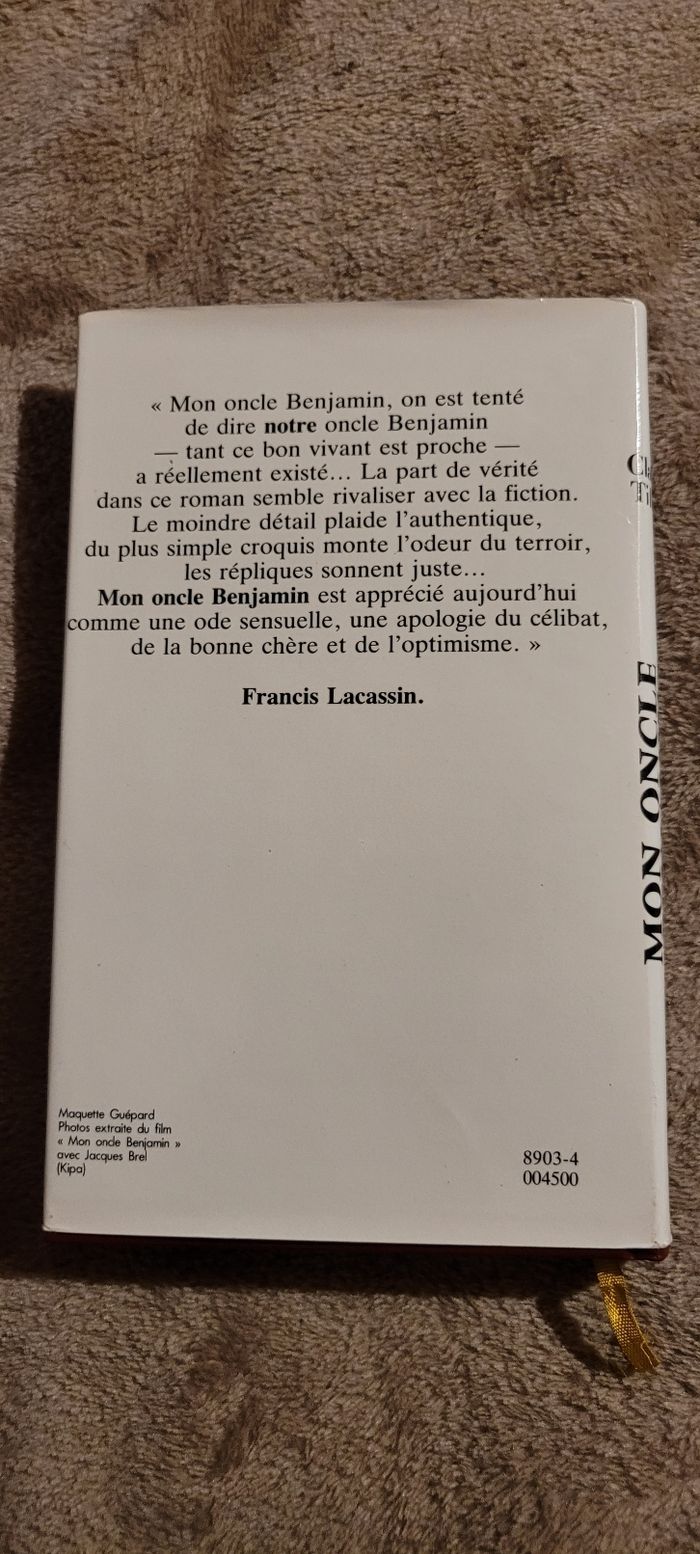 « Mon oncle Benjamin, on est tenté
de dire notre oncle Benjamin
— tant ce bon vivant est proche —
a réellement existé... La part de vérité
dans ce roman semble rivaliser avec la fiction.
Le moindre détail plaide l'authentique,
du plus simple croquis monte l'odeur du terroir,
les répliques sonnent juste...
Mon oncle Benjamin est apprécié aujourd'hui
comme une ode sensuelle, une apologie du célibat,
de la bonne chère et de l'optimisme. »
Francis Lacassin.
Maquette Guépard
Photos extraite du film
« Mon oncle Benjamin »
avec Jacques Brel
(Kipa)
8903-4
004500
MON ONCLE